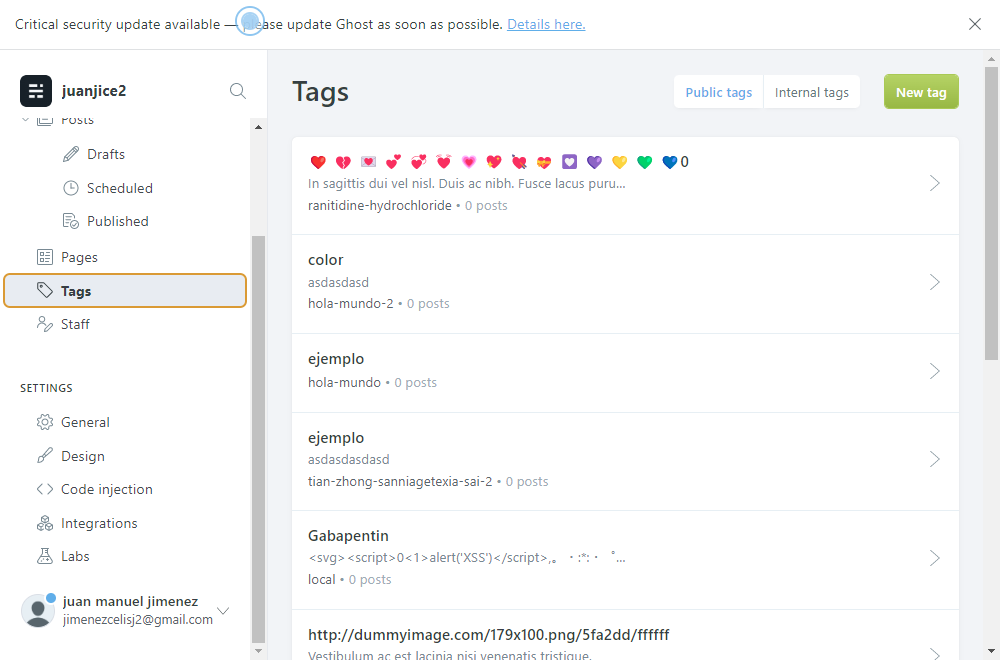 Critical security update available — please update Ghost as soon as possible. Details here.
juanjice2
Posts
Drafts
Scheduled
Published
Pages
Tags
Staff
SETTINGS
General
Design
Code injection
Integrations
Labs
juan manuel jimenez
jimenezcelisj2@gmail.com
Tags
Public tags
Internal tags
New tag
❤️ 💔 💌 💕 💞 💓 💗 💖 💘 💝 💟 💜 💛 💚 💙 0
In sagittis dui vel nisl. Duis ac nibh. Fusce lacus puru...
ranitidine-hydrochloride • 0 posts
color
asdasdasd
hola-mundo-2 • 0 posts
ejemplo
hola-mundo • 0 posts
ejemplo
asdasdasdasd
tian-zhong-sanniagetexia-sai-2 • 0 posts
Gabapentin
<svg><script>0<1>alert('XSS')</script>,。・:*:・゜...
local • 0 posts
http://dummyimage.com/179x100.png/5fa2dd/ffffff
Vestibulum ac est lacinia nisi venenatis tristique.